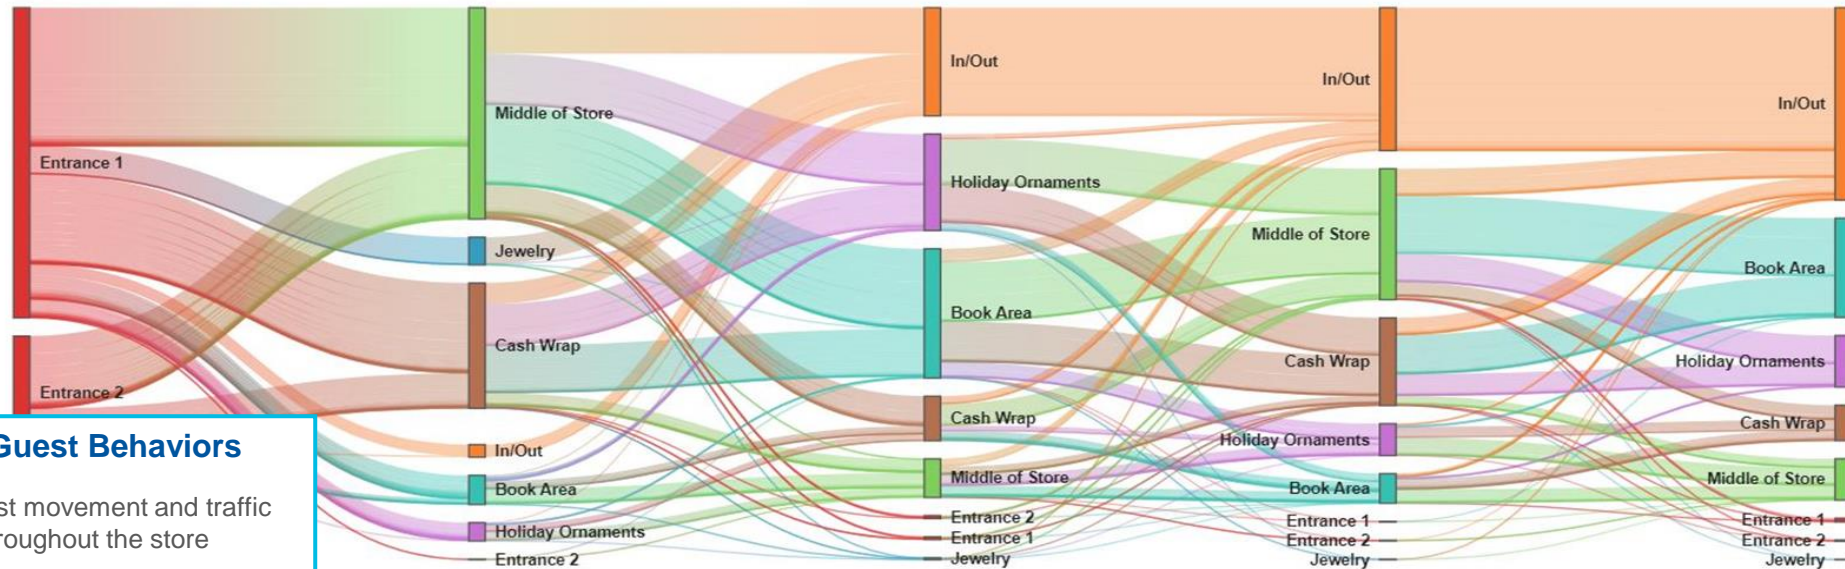 Entrance 1
Entrance 2
Middle of Store
Jewelry
Cash Wrap
In/Out
Book Area
Holiday Ornaments
Entrance 2
In/Out
Holiday Ornaments
Book Area
Cash Wrap
Middle of Store
Entrance 2
Entrance 1
Jewelry
In/Out
Middle of Store
Cash Wrap
Holiday Ornaments
Book Area
Entrance 1
Entrance 2
Jewelry
In/Out
Book Area
Holiday Ornaments
Cash Wrap
Middle of Store
Entrance 1
Entrance 2
Jewelry
Guest Behaviors
movement and traffic
the store